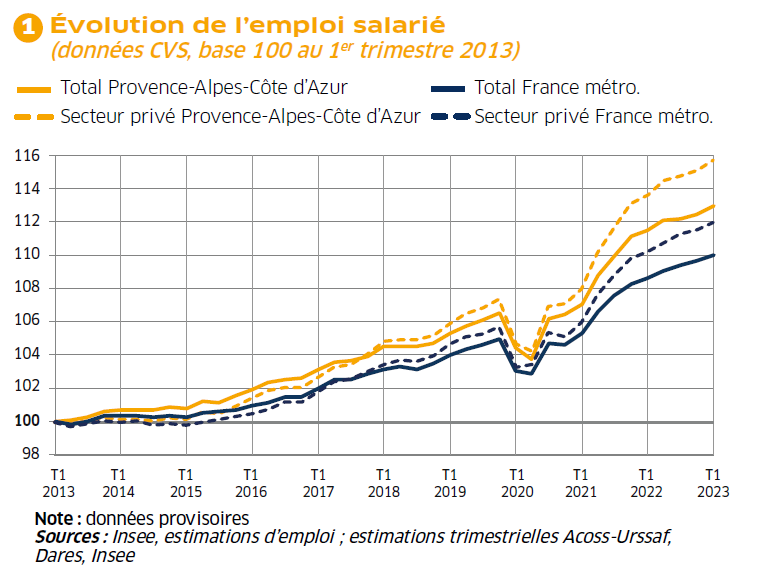 1 Évolution de l'emploi salarié
(données CVS, base 100 au 1er trimestre 2013)
Total Provence-Alpes-Côte d'Azur Total France métro.
Secteur privé Provence-Alpes-Côte d'Azur Secteur privé France métro.
116
114
112
110
108
106
104
102
100
98
T1 T1 T1 T1 T1 T1 T1 T1 T1 T1 T1
2013 2014 2015 2016 2017 2018 2019 2020 2021 2022 2023
Note : données provisoires
Sources : Insee, estimations d'emploi ; estimations trimestrielles Acoss-Urssaf,
Dares, Insee